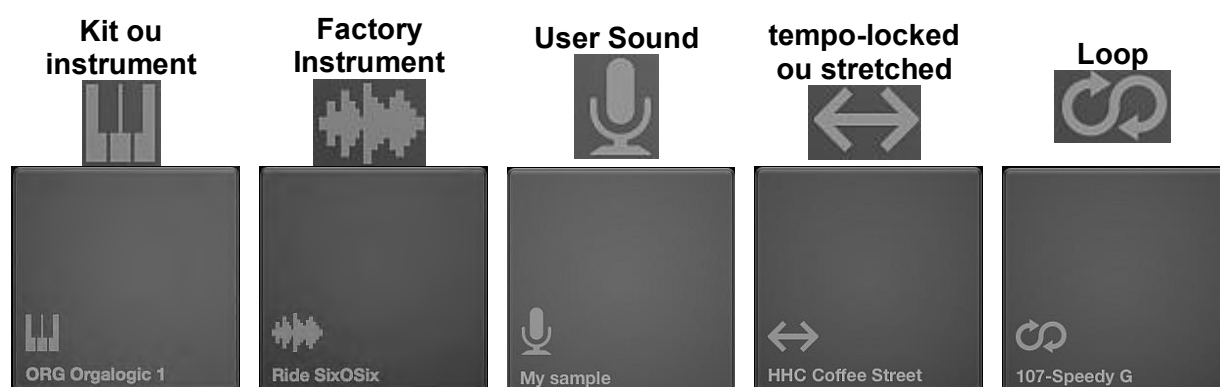 Kit ou
instrument
Factory
Instrument
User Sound
tempo-locked
ou stretched
Loop
ORG Orgalogic 1
Ride SixOSix
My sample
HHC Coffee Street
107-Speedy G